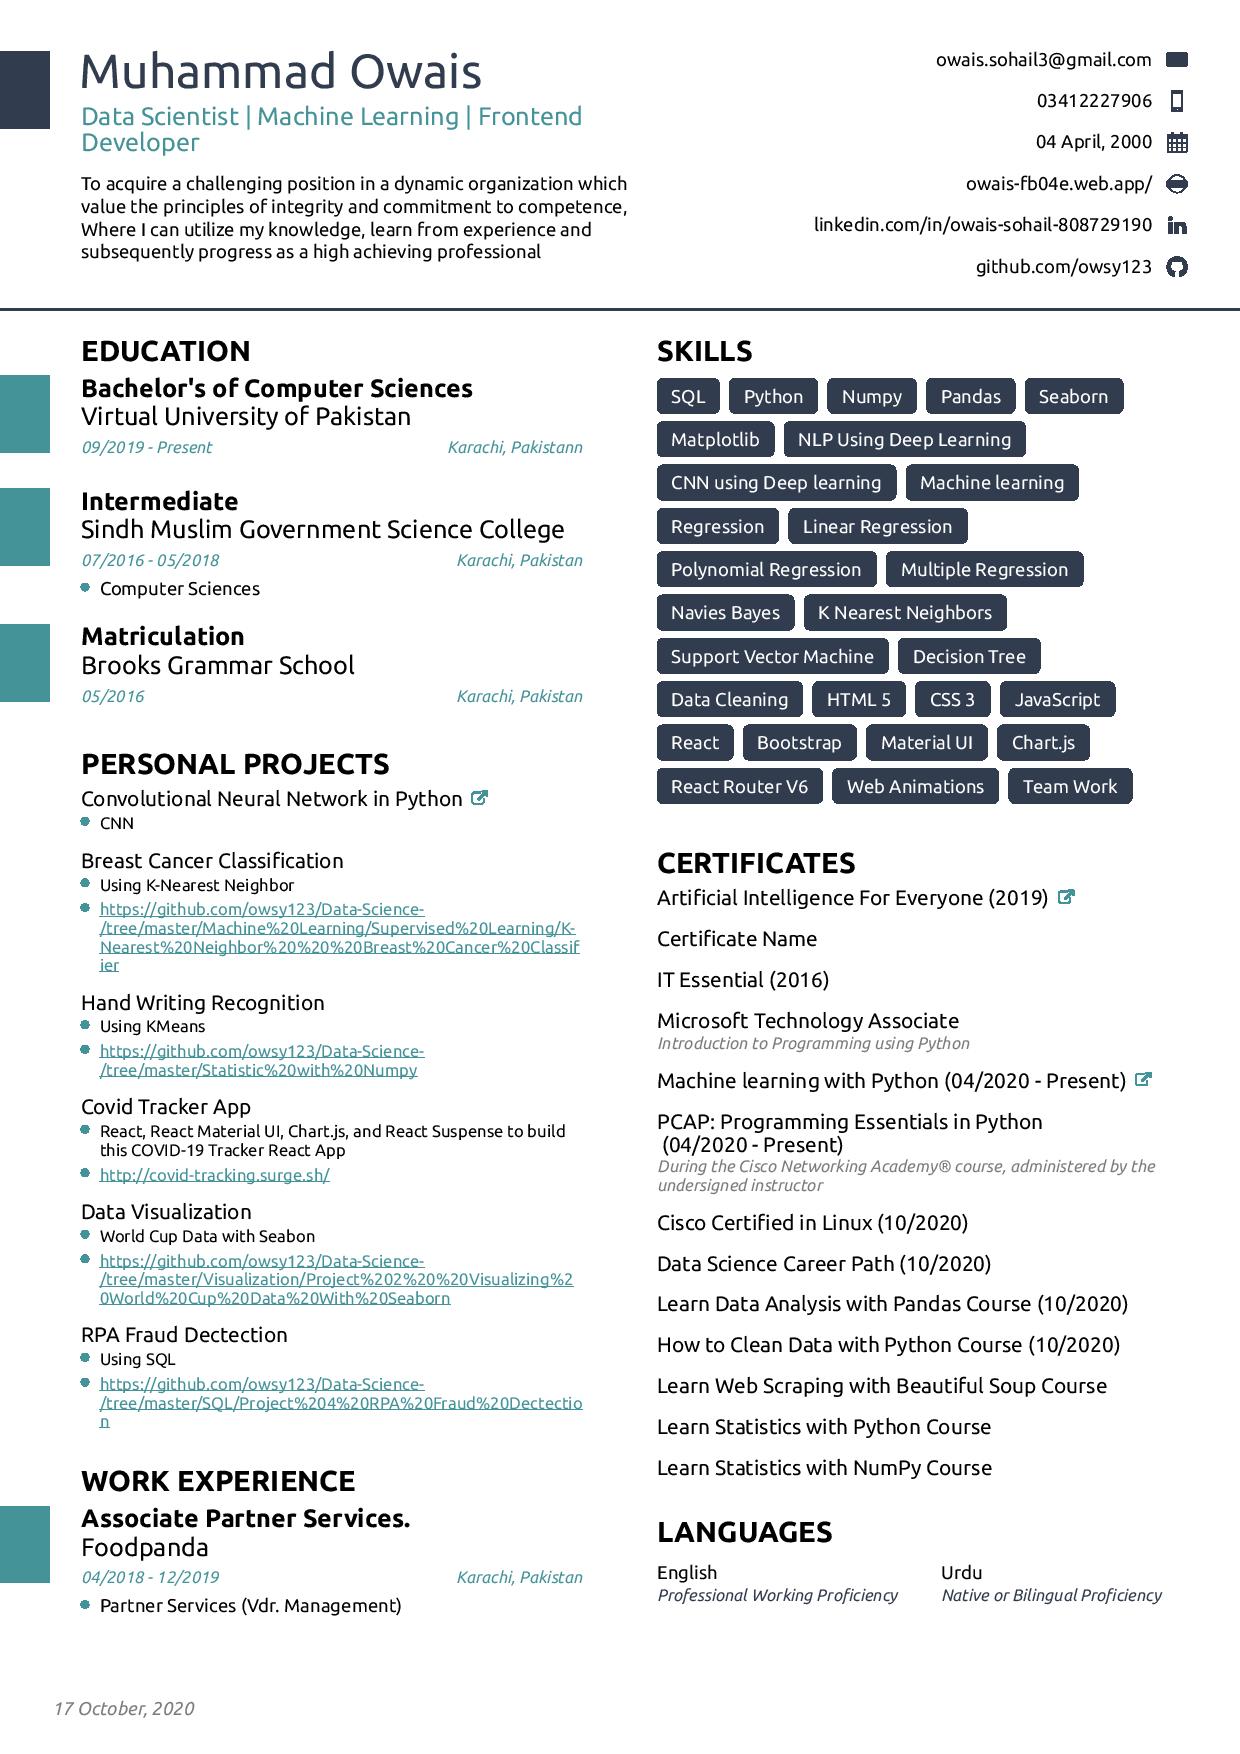 Muhammad Owais
Data Scientist | Machine Learning | Frontend
Developer
To acquire a challenging position in a dynamic organization which
value the principles of integrity and commitment to competence,
Where I can utilize my knowledge, learn from experience and
subsequently progress as a high achieving professional
owais.sohail3@gmail.com
03412227906
04 April, 2000
owais-fb04e.web.app/
linkedin.com/in/owais-sohail-808729190
github.com/owsy123
EDUCATION
Bachelor's of Computer Sciences
Virtual University of Pakistan
09/2019 - Present Karachi, Pakistann
Intermediate
Sindh Muslim Government Science College
07/2016 - 05/2018 Karachi, Pakistan
Computer Sciences
Matriculation
Brooks Grammar School
05/2016 Karachi, Pakistan
PERSONAL PROJECTS
Convolutional Neural Network in Python
CNN
Breast Cancer Classification
Using K-Nearest Neighbor
https://github.com/owsy123/Data-Science-
/tree/master/Machine%20Learning/Supervised%20Learning/K-
Nearest%20Neighbor%20%20%20Breast%20Cancer%20Classif
ier
Hand Writing Recognition
Using KMeans
https://github.com/owsy123/Data-Science-
/tree/master/Statistic%20with%20Numpy
Covid Tracker App
React, React Material UI, Chart.js, and React Suspense to build
this COVID-19 Tracker React App
http://covid-tracking.surge.sh/
Data Visualization
World Cup Data with Seabon
https://github.com/owsy123/Data-Science-
/tree/master/Visualization/Project%202%20%20Visualizing%2
0World%20Cup%20Data%20With%20Seaborn
RPA Fraud Dectection
Using SQL
https://github.com/owsy123/Data-Science-
/tree/master/SQL/Project%204%20RPA%20Fraud%20Dectectio
n
WORK EXPERIENCE
Associate Partner Services.
Foodpanda
04/2018 - 12/2019 Karachi, Pakistan
Partner Services (Vdr. Management)
SKILLS
SQL Python Numpy Pandas Seaborn
Matplotlib NLP Using Deep Learning
CNN using Deep learning Machine learning
Regression Linear Regression
Polynomial Regression Multiple Regression
Navies Bayes K Nearest Neighbors
Support Vector Machine Decision Tree
Data Cleaning HTML 5 CSS 3 JavaScript
React Bootstrap Material UI Chart.js
React Router V6 Web Animations Team Work
CERTIFICATES
Artificial Intelligence For Everyone (2019)
Certificate Name
IT Essential (2016)
Microsoft Technology Associate
Introduction to Programming using Python
Machine learning with Python (04/2020 - Present)
PCAP: Programming Essentials in Python
(04/2020 - Present)
During the Cisco Networking Academy® course, administered by the
undersigned instructor
Cisco Certified in Linux (10/2020)
Data Science Career Path (10/2020)
Learn Data Analysis with Pandas Course (10/2020)
How to Clean Data with Python Course (10/2020)
Learn Web Scraping with Beautiful Soup Course
Learn Statistics with Python Course
Learn Statistics with NumPy Course
LANGUAGES
English Urdu
Professional Working Proficiency Native or Bilingual Proficiency
17 October, 2020